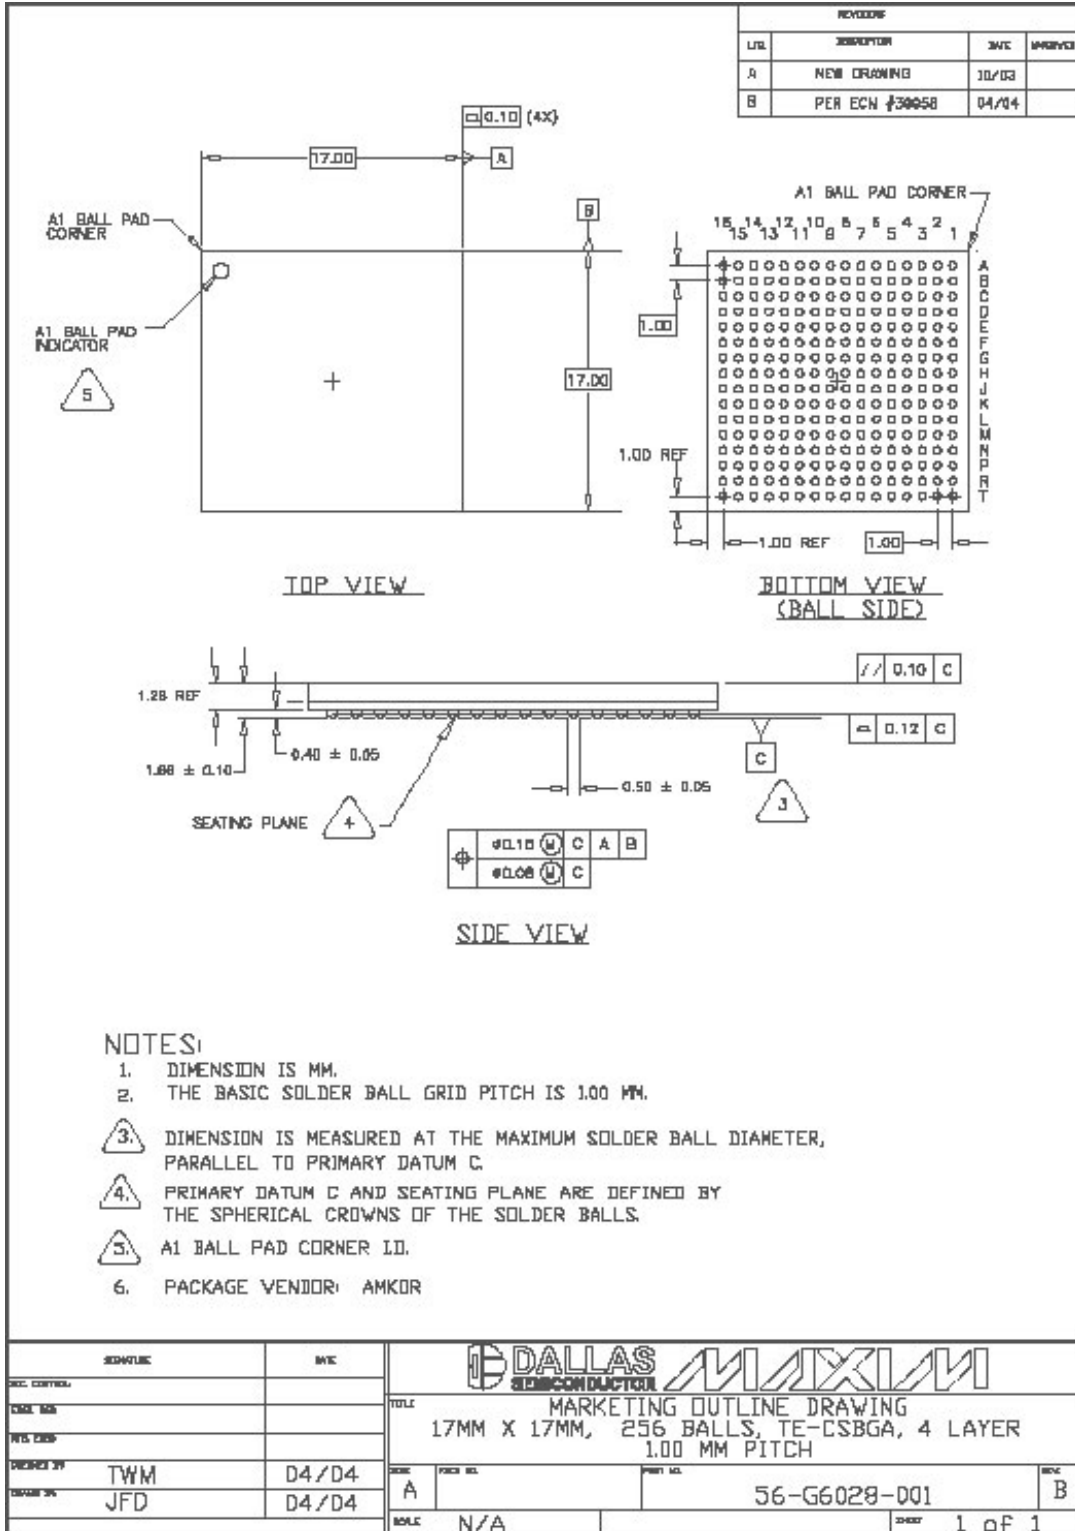 REVISIONS
LTR. DESCRIPTION DATE
A NEW DRAWING 10/03
B PER ECN #30058 04/04
0.10 (4X)
17.00 A
A1 BALL PAD CORNER
B
A1 BALL PAD
CORNER
16 14 12 10 8 6 4 2
15 13 11 9 7 5 3 1
A
B
C
D
E
F
G
H
J
K
L
M
N
P
R
T
1.00
A1 BALL PAD
INDICATOR
5
17.00
1.00 REF
1.00 REF 1.00
TOP VIEW
BOTTOM VIEW
(BALL SIDE)
// 0.10 C
1.28 REF
0.12 C
0.40 ± 0.05
C
± 0.10
0.50 ± 0.05
3
SEATING PLANE 4
M C A B
M C
SIDE VIEW
NOTES:
1. DIMENSION IS MM.
2. THE BASIC SOLDER BALL GRID PITCH IS 1.00 MM.
3. DIMENSION IS MEASURED AT THE MAXIMUM SOLDER BALL DIAMETER,
PARALLEL TO PRIMARY DATUM C.
4. PRIMARY DATUM C AND SEATING PLANE ARE DEFINED BY
THE SPHERICAL CROWNS OF THE SOLDER BALLS.
5. A1 BALL PAD CORNER I.D.
6. PACKAGE VENDOR: AMKOR
SIGNATURE DATE
DALLAS
SEMICONDUCTOR MAXIM
DOC. CONTROL
TITLE
MARKETING OUTLINE DRAWING
17MM X 17MM, 256 BALLS, TE-CSBGA, 4 LAYER
1.00 MM PITCH
TWM 04/04
JFD 04/04
A 56-G6028-001 B
SCALE N/A SHEET 1 OF 1